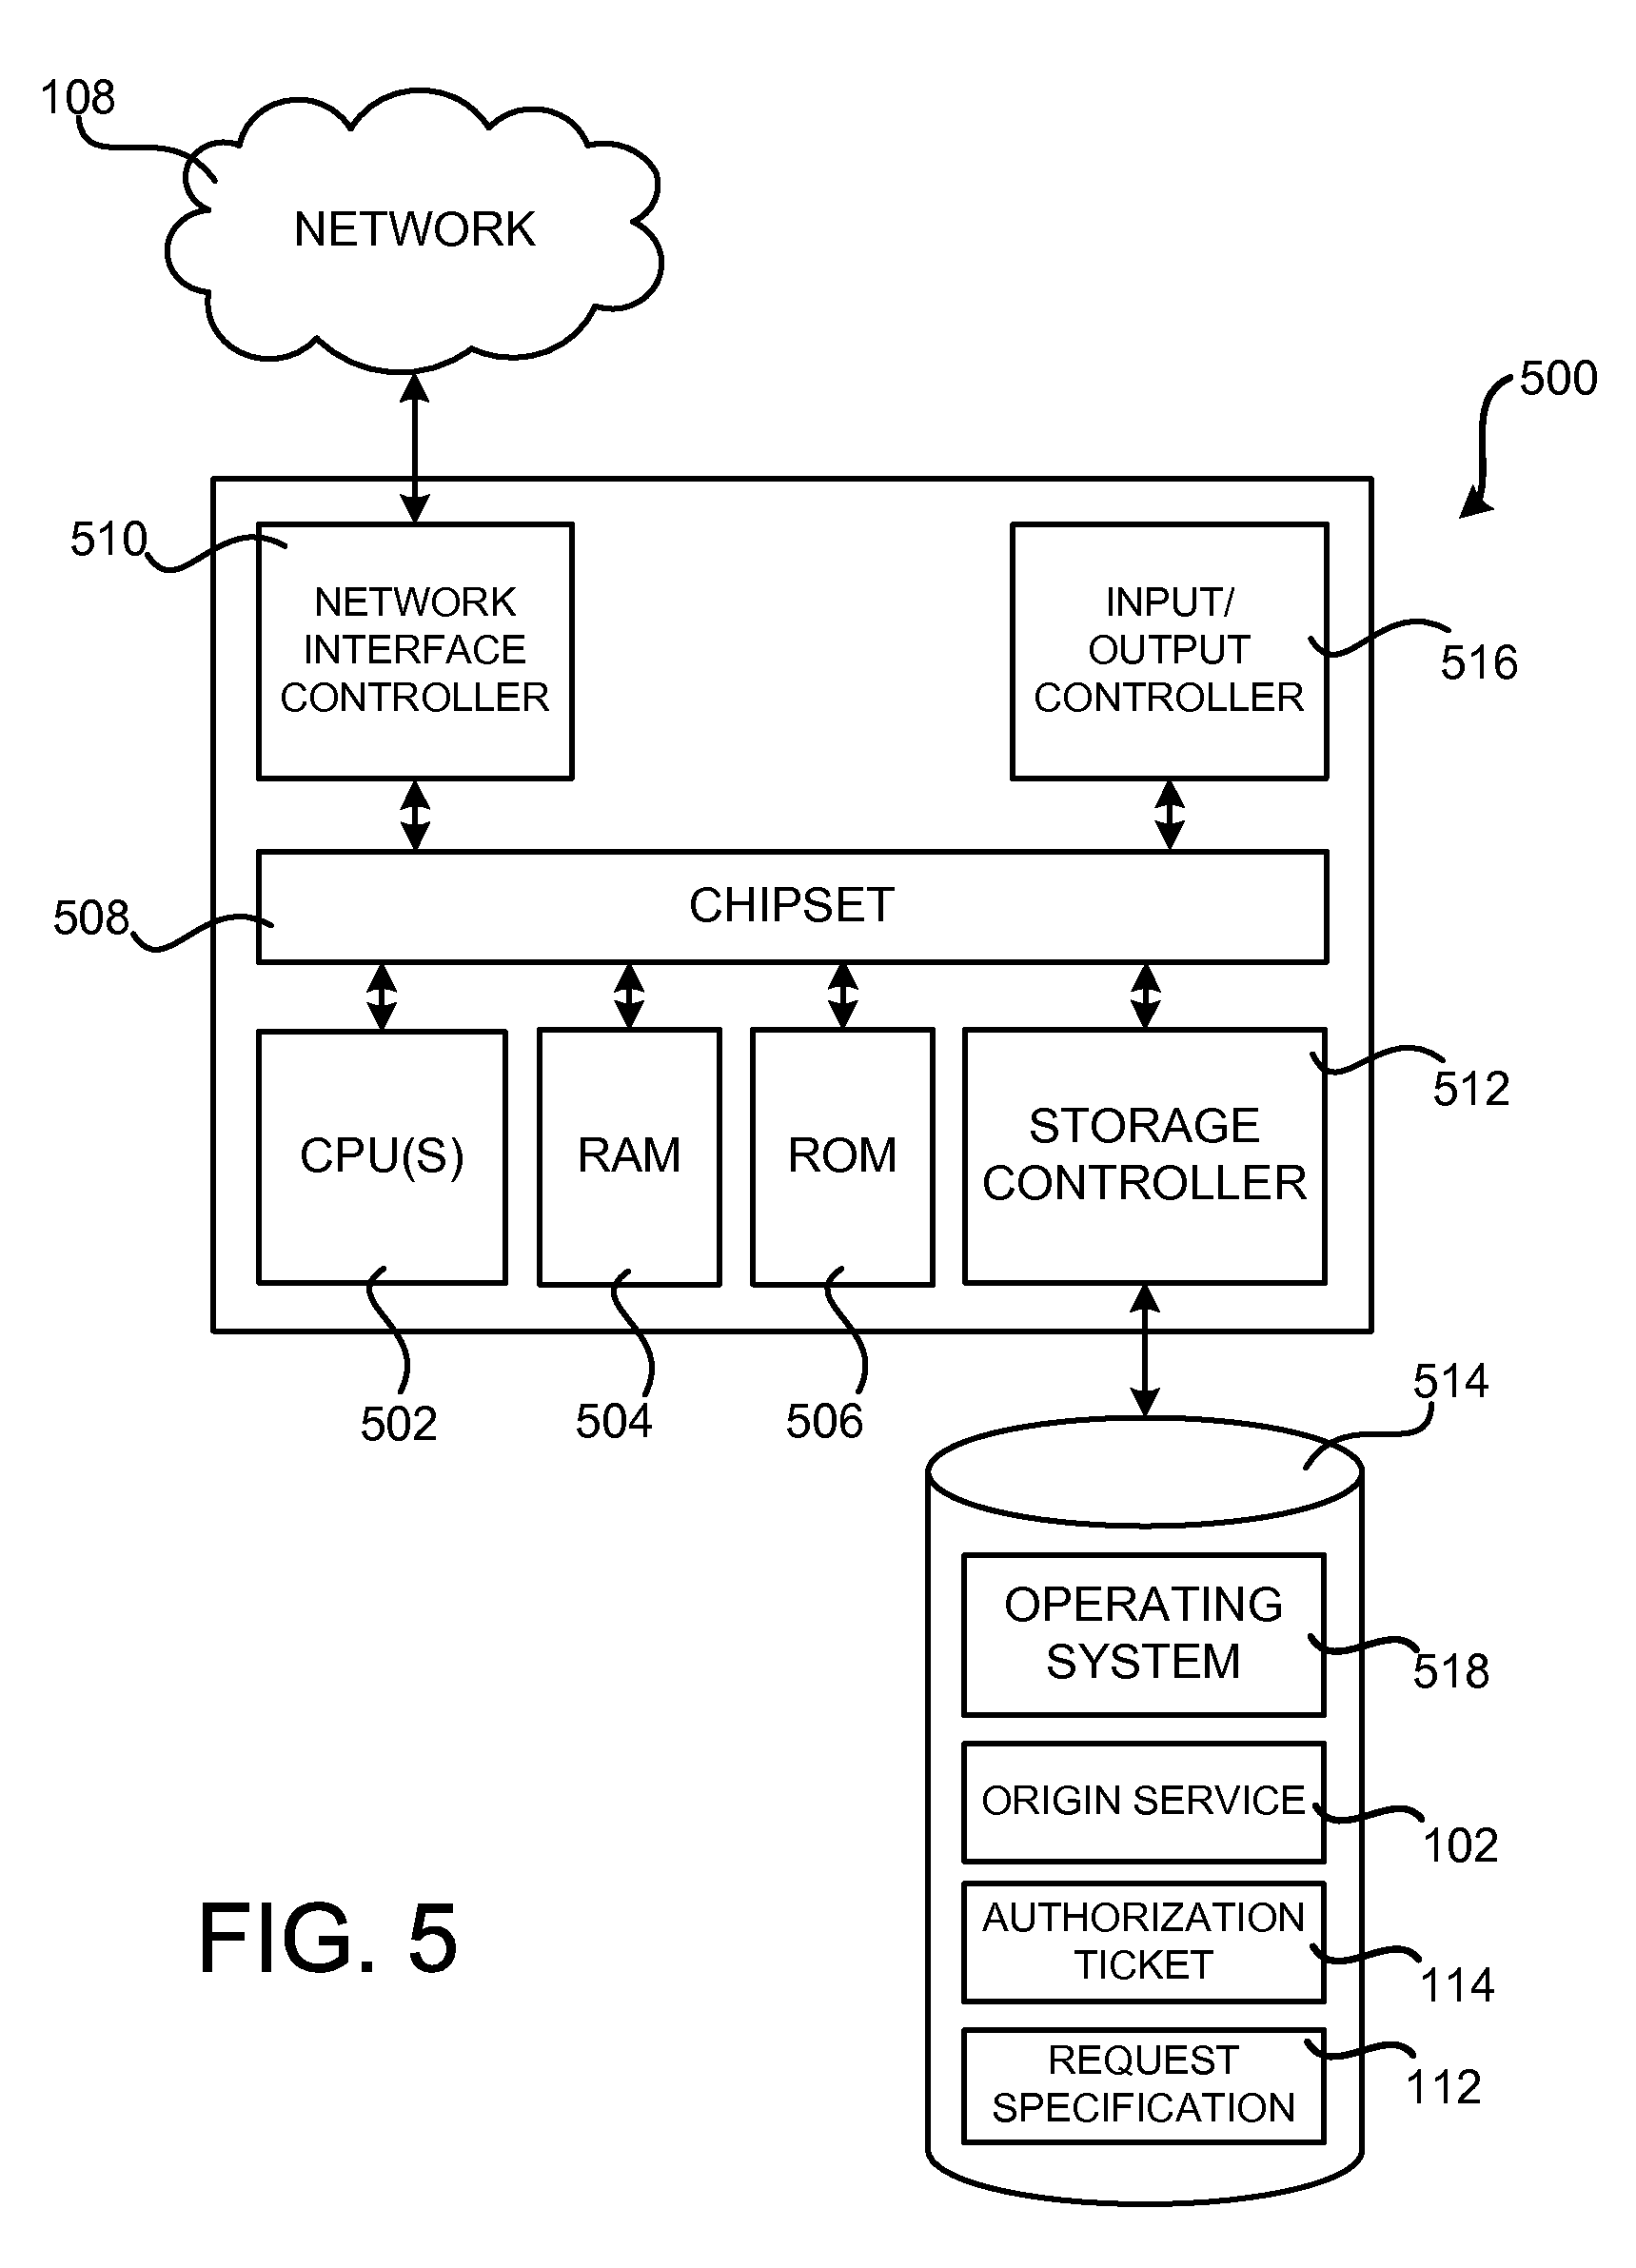 108
NETWORK
500
510
NETWORK
INTERFACE
CONTROLLER
INPUT/
OUTPUT
CONTROLLER
516
508
CHIPSET
CPU(S)
RAM
ROM
STORAGE
CONTROLLER
512
502
504
506
514
OPERATING
SYSTEM
518
ORIGIN SERVICE
102
AUTHORIZATION
TICKET
114
REQUEST
SPECIFICATION
112
FIG. 5